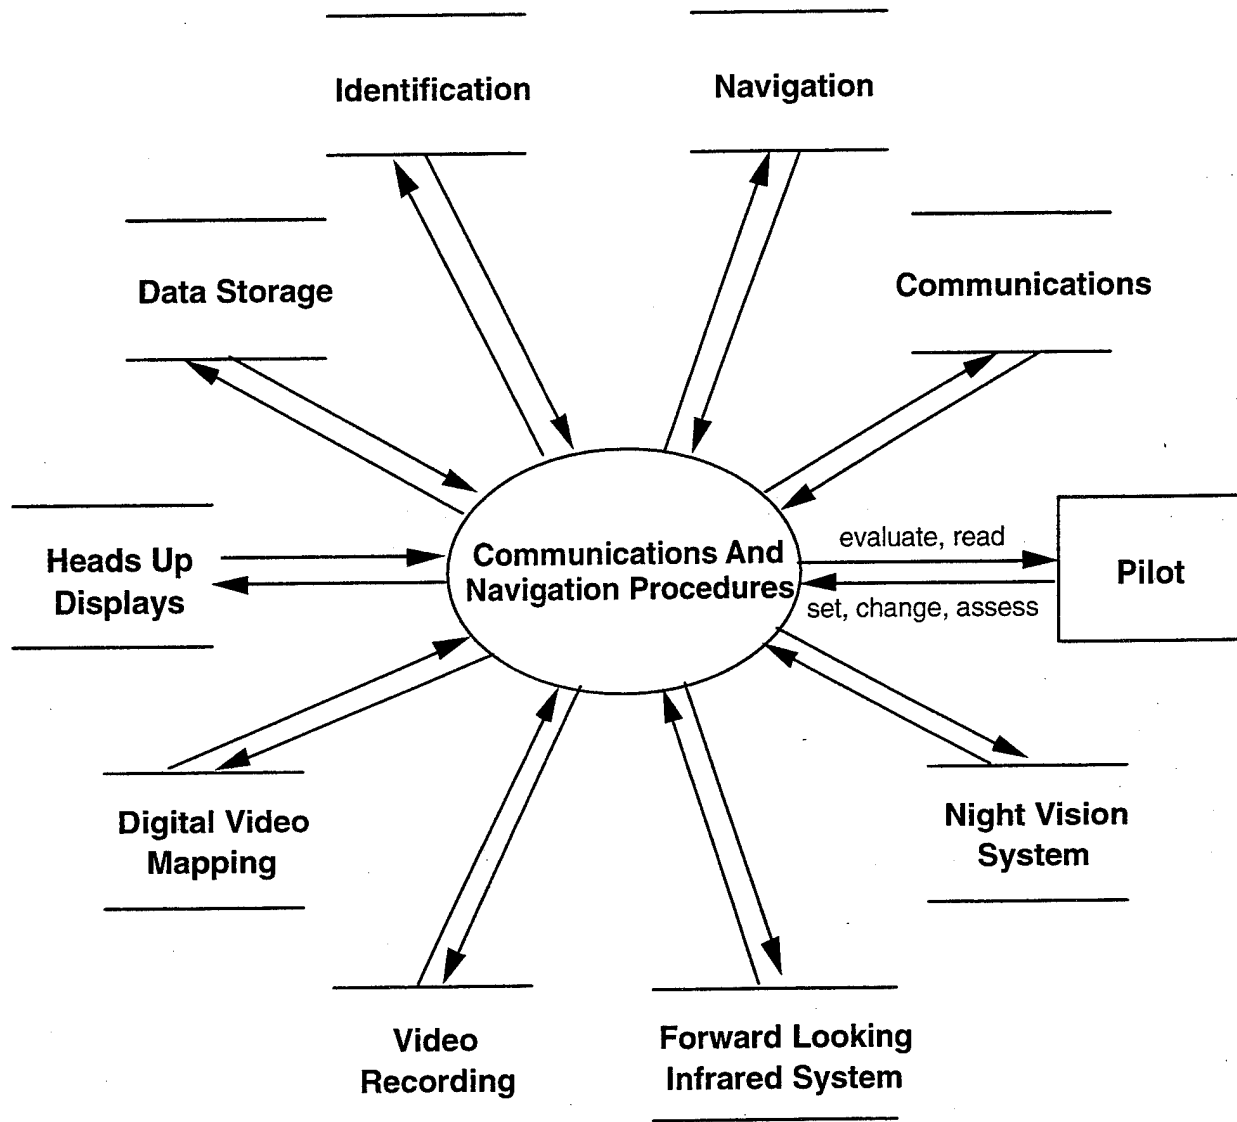 Identification
Navigation
Data Storage
Communications
Heads Up
Displays
Communications And
Navigation Procedures
evaluate, read
set, change, assess
Pilot
Digital Video
Mapping
Night Vision
System
Video
Recording
Forward Looking
Infrared System